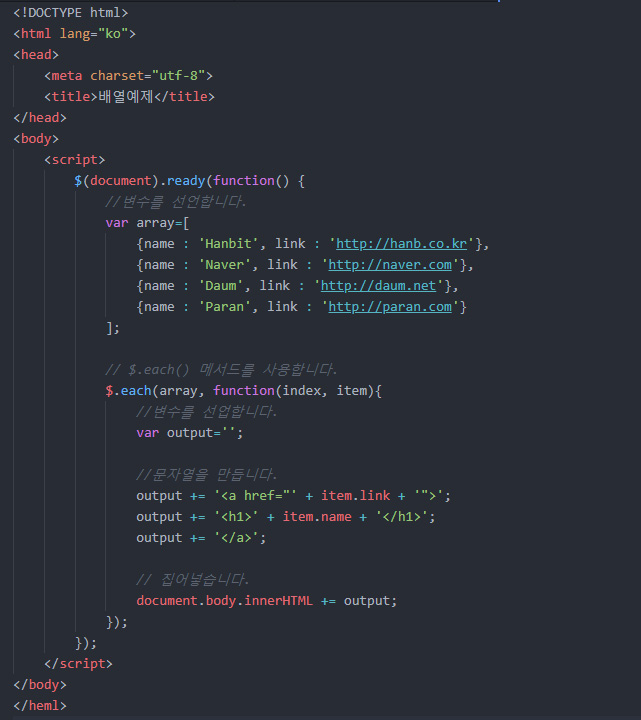 <!DOCTYPE html>
<html lang="ko">
<head>
    <meta charset="utf-8">
    <title>배열예제</title>
</head>
<body>
    <script>
        $(document).ready(function() {
            //변수를 선언합니다.
            var array=[
                {name : 'Hanbit', link : 'http://hanb.co.kr'},
                {name : 'Naver', link : 'http://naver.com'},
                {name : 'Daum', link : 'http://daum.net'},
                {name : 'Paran', link : 'http://paran.com'}
            ];

            // $.each() 메서드를 사용합니다.
            $.each(array, function(index, item){
                //변수를 선업합니다.
                var output='';

                //문자열을 만듭니다.
                output += '<a href="' + item.link + '">';
                output += '<h1>' + item.name + '</h1>';
                output += '</a>';

                // 집어넣습니다.
                document.body.innerHTML += output;
            });
        });
    </script>
</body>
</heml>